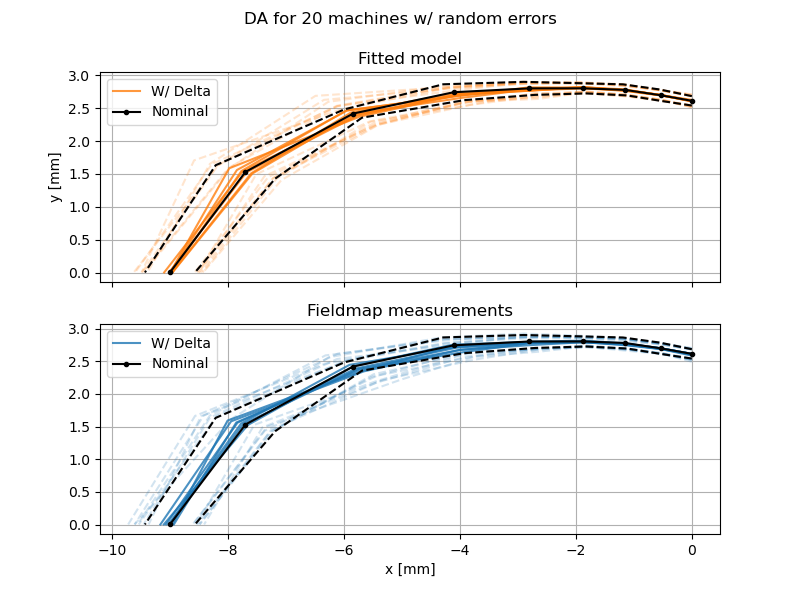 DA for 20 machines w/ random errors
Fitted model
W/ Delta
Nominal
y [mm]
3.0
2.5
2.0
1.5
1.0
0.5
0.0
Fieldmap measurements
W/ Delta
Nominal
3.0
2.5
2.0
1.5
1.0
0.5
0.0
−10 −8 −6 −4 −2 0
x [mm]